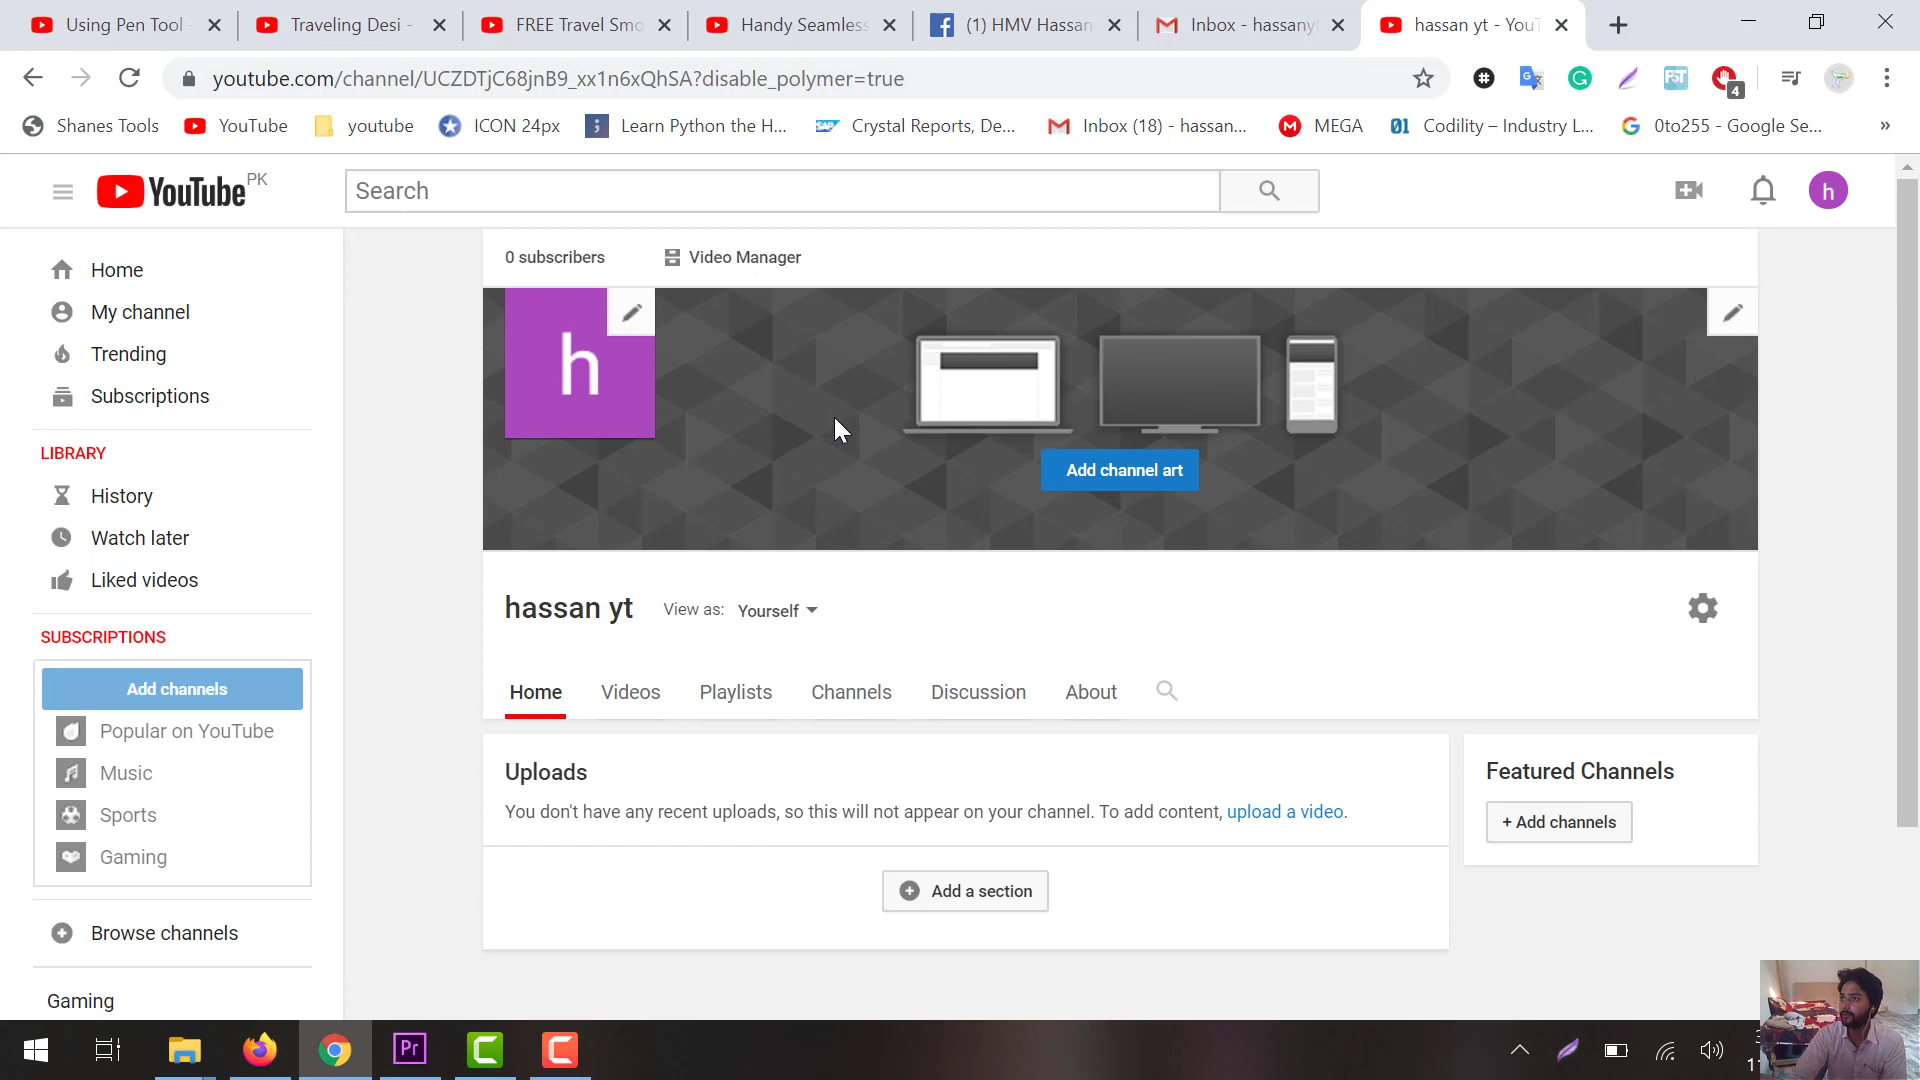 Using Pen Tool -
Traveling Desi -
FREE Travel Smo
Handy Seamless
(1) HMV Hassan
Inbox - hassany
hassan yt - YouT
youtube.com/channel/UCZDTjC68jnB9_xx1n6xQhSA?disable_polymer=true
4
Shanes Tools
YouTube
youtube
ICON 24px
Learn Python the H...
Crystal Reports, De...
Inbox (18) - hassan...
MEGA
Codility – Industry L...
0to255 - Google Se...
»
YouTube PK
Search
h
Home
My channel
Trending
Subscriptions
LIBRARY
History
Watch later
Liked videos
SUBSCRIPTIONS
Add channels
Popular on YouTube
Music
Sports
Gaming
Browse channels
Gaming
0 subscribers
Video Manager
h
Add channel art
hassan yt
View as: Yourself
Home
Videos
Playlists
Channels
Discussion
About
Uploads
You don't have any recent uploads, so this will not appear on your channel. To add content, upload a video.
Add a section
Featured Channels
+ Add channels
Pr